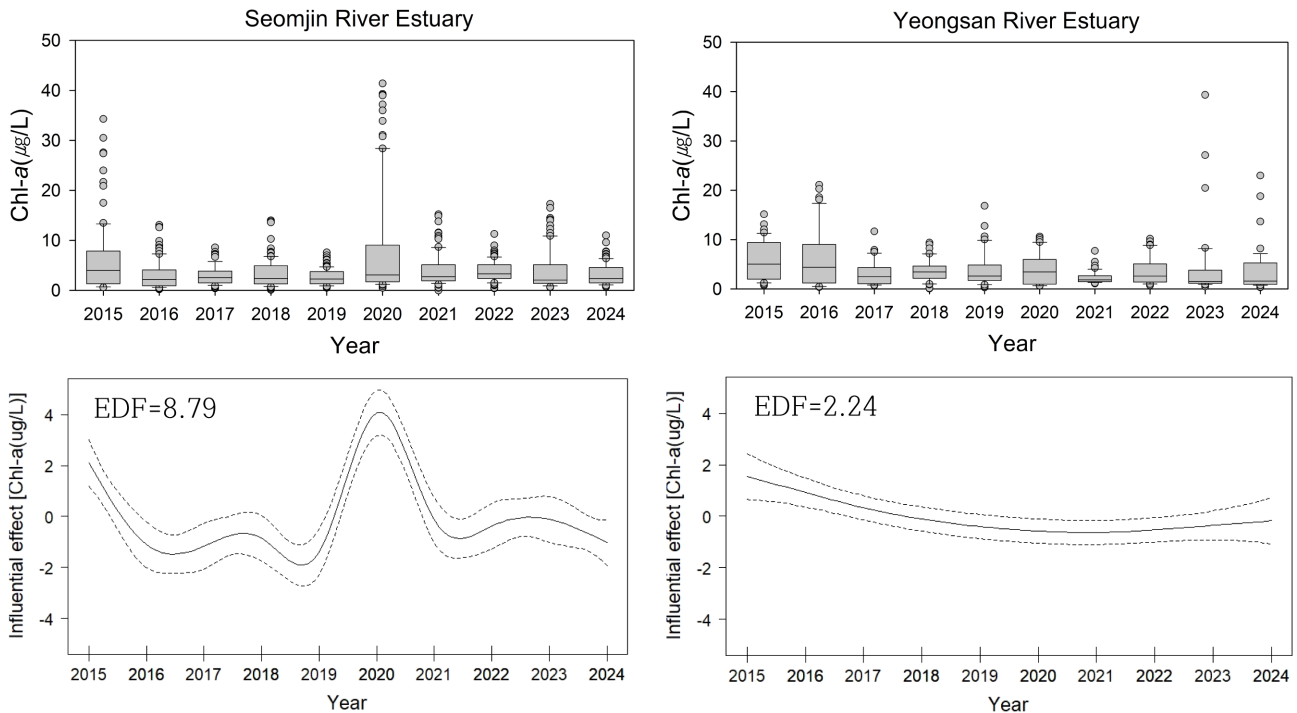 Seomjin River Estuary
50
40
30
20
10
0
Chl-a(μg/L)
2015 2016 2017 2018 2019 2020 2021 2022 2023 2024
Year
Yeongsan River Estuary
50
40
30
20
10
0
Chl-a(μg/L)
2015 2016 2017 2018 2019 2020 2021 2022 2023 2024
Year
EDF=8.79
4
2
0
-2
-4
Influential effect [Chl-a(ug/L)]
2015 2016 2017 2018 2019 2020 2021 2022 2023 2024
Year
EDF=2.24
4
2
0
-2
-4
Influential effect [Chl-a(ug/L)]
2015 2016 2017 2018 2019 2020 2021 2022 2023 2024
Year